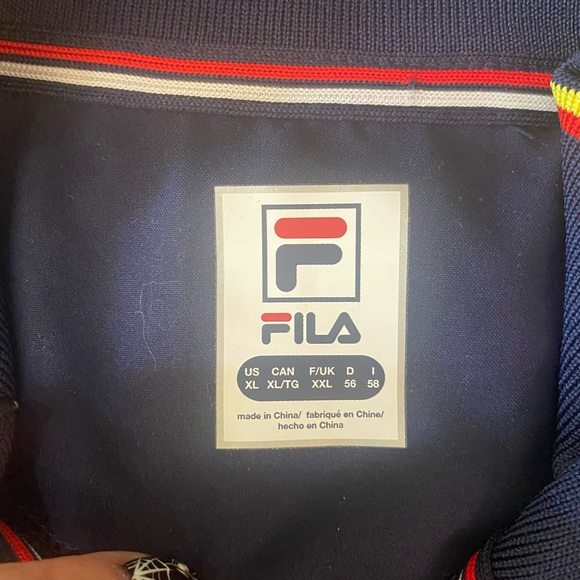 FILA
US CAN F/UK D I
XL XL/TG XXL 56 58
made in China/ fabriqué en Chine/
hecho en China